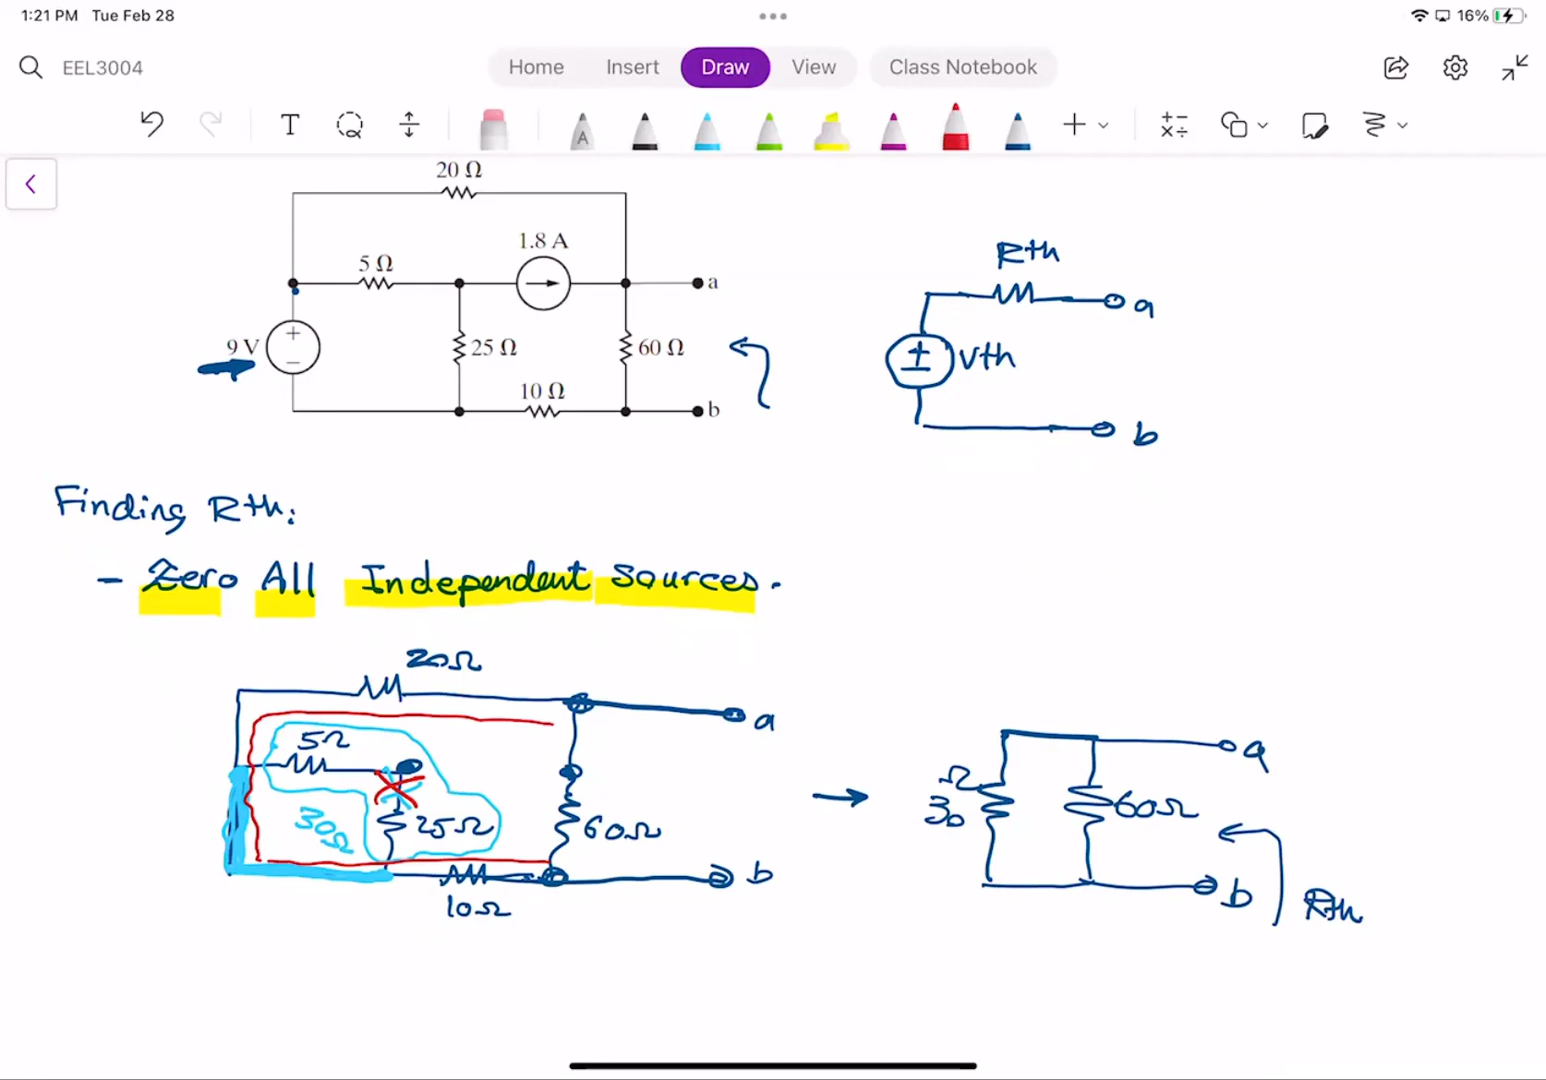 1:21 PM Tue Feb 28
16%
EEL3004
Home Insert Draw View Class Notebook
T
A
20 Ω
1.8 A
5 Ω
a
+
9 V
−
25 Ω
60 Ω
10 Ω
b
Rth
a
±
Vth
b
Finding Rth:
- Zero All Independent Sources.
20Ω
a
5Ω
30Ω
25Ω
60Ω
b
10Ω
a
Ω
30
60Ω
b
Rth